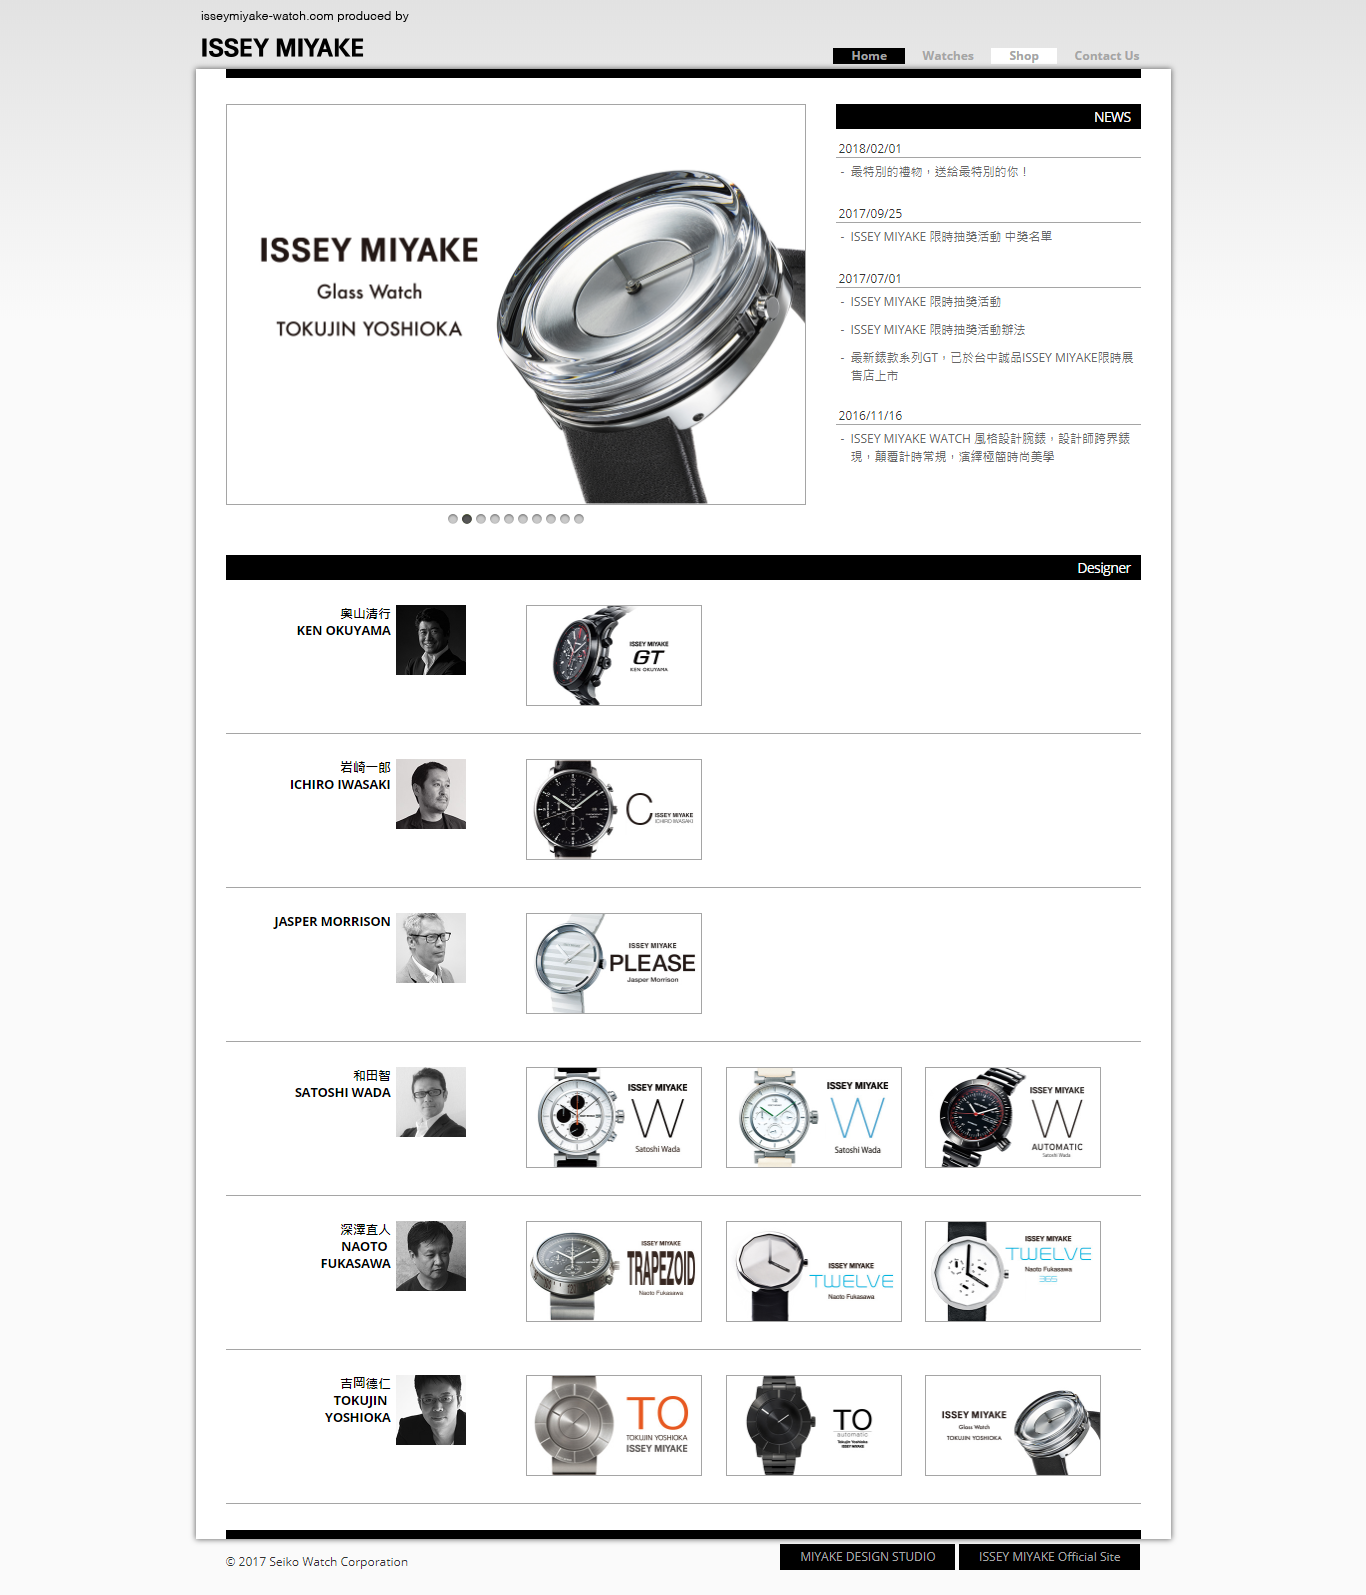 isseymiyake-watch.com produced by
ISSEY MIYAKE
Home
Watches
Shop
Contact Us
ISSEY MIYAKE
Glass Watch
TOKUJIN YOSHIOKA
NEWS
2018/02/01
- 最特別的禮物，送給最特別的你！
2017/09/25
- ISSEY MIYAKE 限時抽獎活動 中獎名單
2017/07/01
- ISSEY MIYAKE 限時抽獎活動
- ISSEY MIYAKE 限時抽獎活動辦法
- 最新錶款系列GT，已於台中誠品ISSEY MIYAKE限時展
售店上市
2016/11/16
- ISSEY MIYAKE WATCH 風格設計腕錶，設計師跨界錶
現，顛覆計時常規，演繹極簡時尚美學
Designer
奧山清行
KEN OKUYAMA
ISSEY MIYAKE
GT
KEN OKUYAMA
岩崎一郎
ICHIRO IWASAKI
C
ISSEY MIYAKE
ICHIRO IWASAKI
JASPER MORRISON
ISSEY MIYAKE
PLEASE
Jasper Morrison
和田智
SATOSHI WADA
ISSEY MIYAKE
W
Satoshi Wada
ISSEY MIYAKE
W
Satoshi Wada
ISSEY MIYAKE
W
AUTOMATIC
Satoshi Wada
深澤直人
NAOTO
FUKASAWA
ISSEY MIYAKE
TRAPEZOID
Naoto Fukasawa
ISSEY MIYAKE
TWELVE
Naoto Fukasawa
ISSEY MIYAKE
TWELVE
Naoto Fukasawa
365
吉岡德仁
TOKUJIN
YOSHIOKA
TO
TOKUJIN YOSHIOKA
ISSEY MIYAKE
TO
automatic
Tokujin Yoshioka
ISSEY MIYAKE
ISSEY MIYAKE
Glass Watch
TOKUJIN YOSHIOKA
© 2017 Seiko Watch Corporation
MIYAKE DESIGN STUDIO
ISSEY MIYAKE Official Site